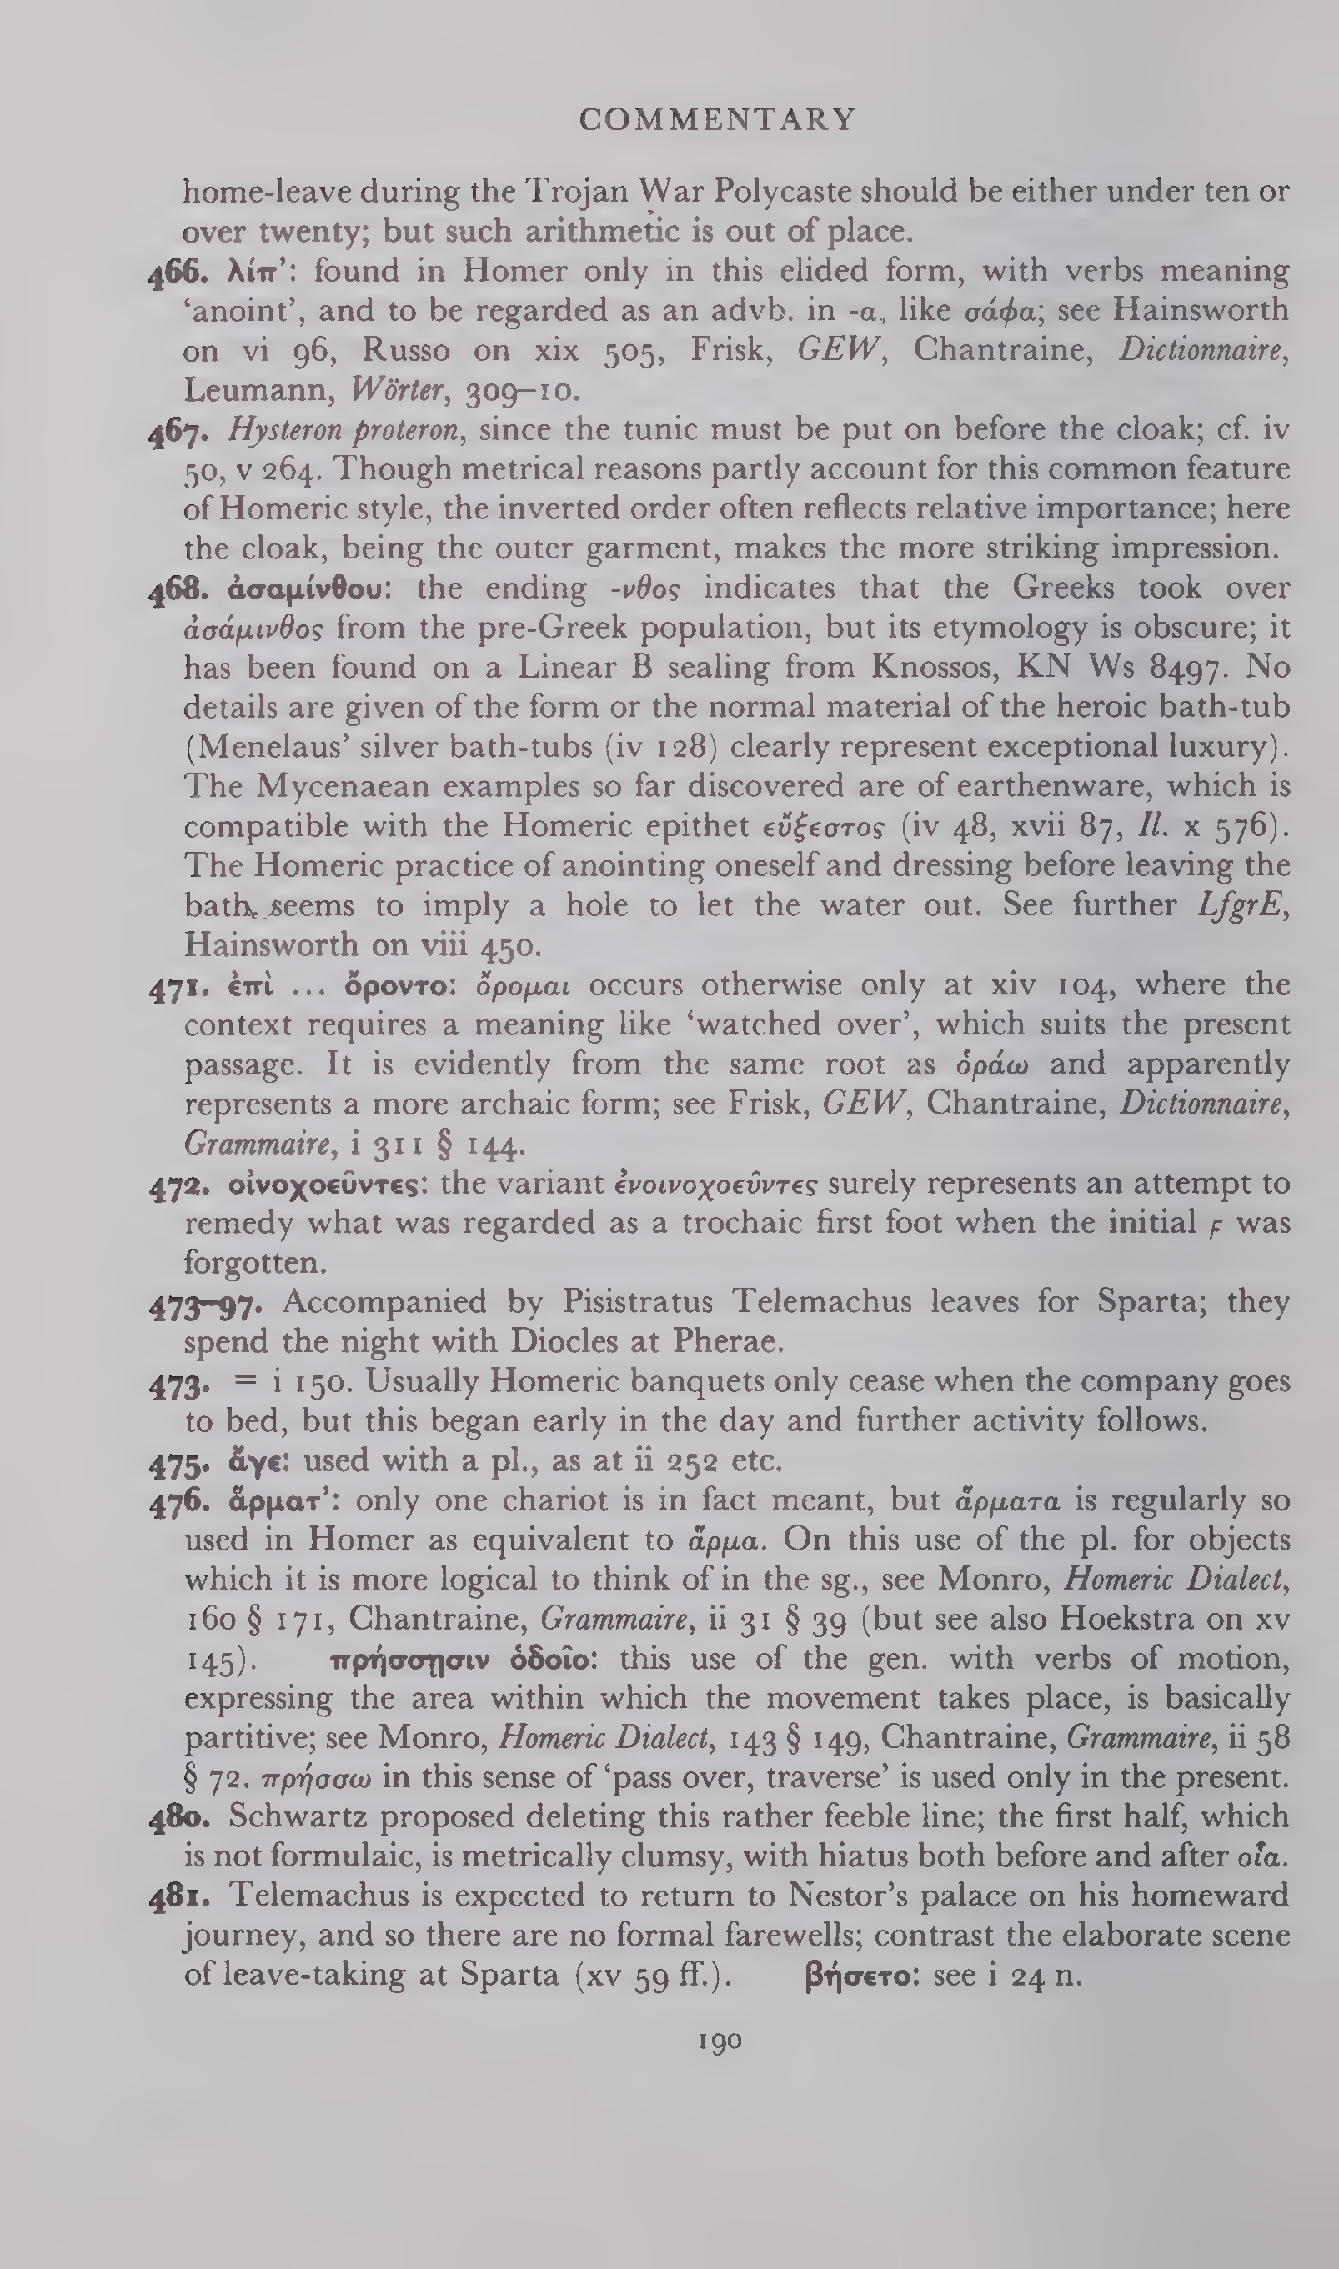 COMMENTARY
home-leave during the Trojan War Polycaste should be either under ten or
over twenty; but such arithmetic is out of place.
466. λίπ’: found in Homer only in this elided form, with verbs meaning
‘anoint’, and to be regarded as an advb. in -α, like σάφα; see Hainsworth
on vi 96, Russo on xix 505, Frisk, GEW, Chantraine, Dictionnaire,
Leumann, Wörter, 309–10.
467. Hysteron proteron, since the tunic must be put on before the cloak; cf. iv
50, v 264. Though metrical reasons partly account for this common feature
of Homeric style, the inverted order often reflects relative importance; here
the cloak, being the outer garment, makes the more striking impression.
468. ἀσαμίνθου: the ending -νθος indicates that the Greeks took over
ἀσάμινθος from the pre-Greek population, but its etymology is obscure; it
has been found on a Linear B sealing from Knossos, KN Ws 8497. No
details are given of the form or the normal material of the heroic bath-tub
(Menelaus’ silver bath-tubs (iv 128) clearly represent exceptional luxury).
The Mycenaean examples so far discovered are of earthenware, which is
compatible with the Homeric epithet εὔξεστος (iv 48, xvii 87, Il. x 576).
The Homeric practice of anointing oneself and dressing before leaving the
bath seems to imply a hole to let the water out. See further LfgrE,
Hainsworth on viii 450.
471. ἐπὶ ... ὄροντο: ὄρομαι occurs otherwise only at xiv 104, where the
context requires a meaning like ‘watched over’, which suits the present
passage. It is evidently from the same root as ὁράω and apparently
represents a more archaic form; see Frisk, GEW, Chantraine, Dictionnaire,
Grammaire, i 311 § 144.
472. οἰνοχοεῦντες: the variant ἐνοινοχοεῦντες surely represents an attempt to
remedy what was regarded as a trochaic first foot when the initial ϝ was
forgotten.
473–97. Accompanied by Pisistratus Telemachus leaves for Sparta; they
spend the night with Diocles at Pherae.
473. = i 150. Usually Homeric banquets only cease when the company goes
to bed, but this began early in the day and further activity follows.
475. ἄγε: used with a pl., as at ii 252 etc.
476. ἅρματ’: only one chariot is in fact meant, but ἅρματα is regularly so
used in Homer as equivalent to ἅρμα. On this use of the pl. for objects
which it is more logical to think of in the sg., see Monro, Homeric Dialect,
160 § 171, Chantraine, Grammaire, ii 31 § 39 (but see also Hoekstra on xv
145). πρήσσῃσιν ὁδοῖο: this use of the gen. with verbs of motion,
expressing the area within which the movement takes place, is basically
partitive; see Monro, Homeric Dialect, 143 § 149, Chantraine, Grammaire, ii 58
§ 72. πρήσσω in this sense of ‘pass over, traverse’ is used only in the present.
480. Schwartz proposed deleting this rather feeble line; the first half, which
is not formulaic, is metrically clumsy, with hiatus both before and after οἷα.
481. Telemachus is expected to return to Nestor’s palace on his homeward
journey, and so there are no formal farewells; contrast the elaborate scene
of leave-taking at Sparta (xv 59 ff.). βήσετο: see i 24 n.
190